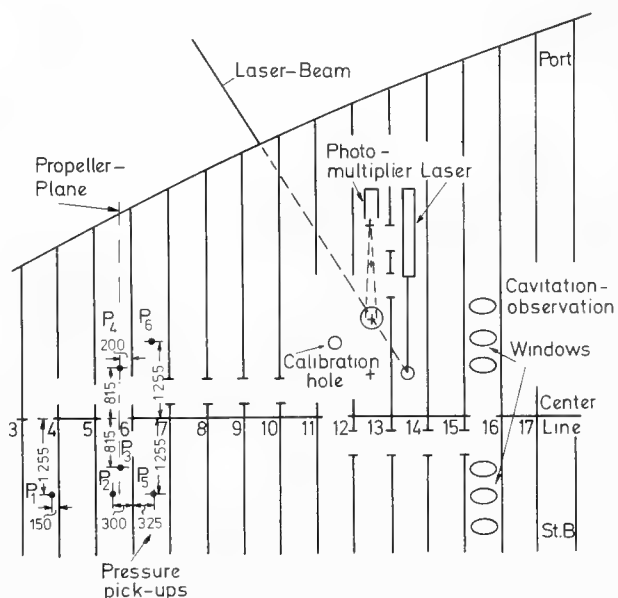 Port
Laser-Beam
Photo-
multiplier Laser
Propeller-
Plane
Cavitation-
observation
Windows
P4
P6
200
Calibration
hole
815
1255
3 4 5 6 7 8 9 10 11 12 13 14 15 16 17
Center
Line
1255
815
P3
1255
P1
P2
P5
150
300
325
St.B
Pressure
pick-ups